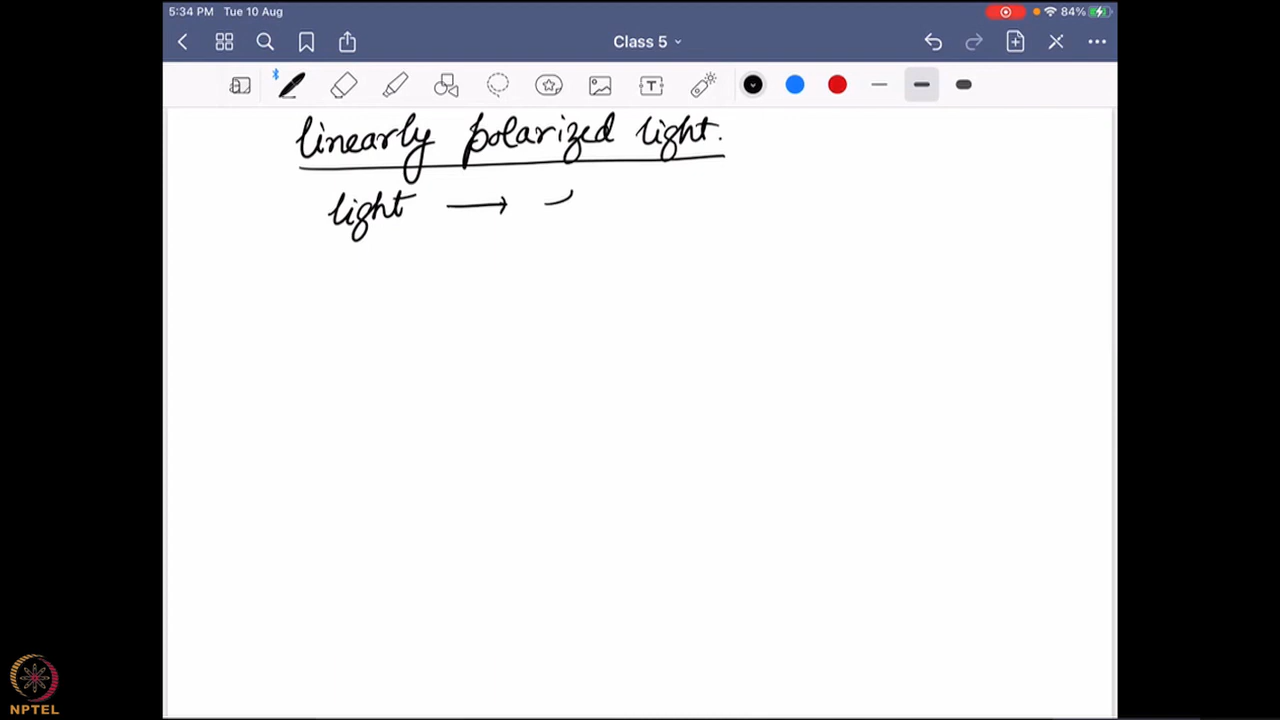 5:34 PM Tue 10 Aug
84%
Class 5
T
linearly polarized light.
light →
NPTEL